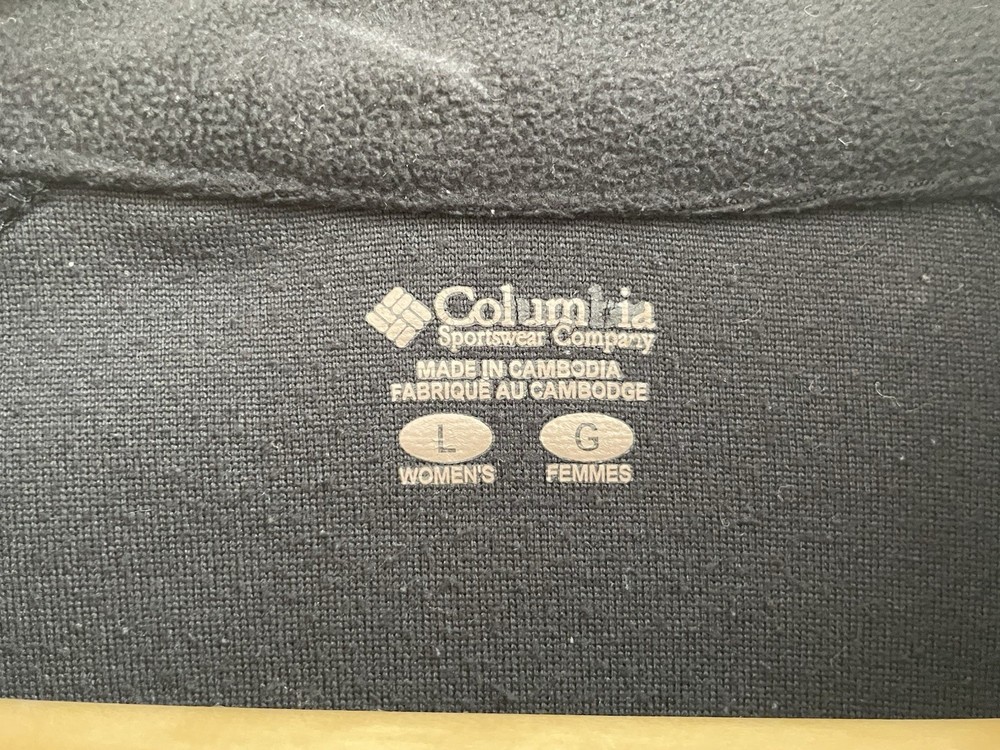 Columbia
Sportswear Company
MADE IN CAMBODIA
FABRIQUÉ AU CAMBODGE
L G
WOMEN'S FEMMES